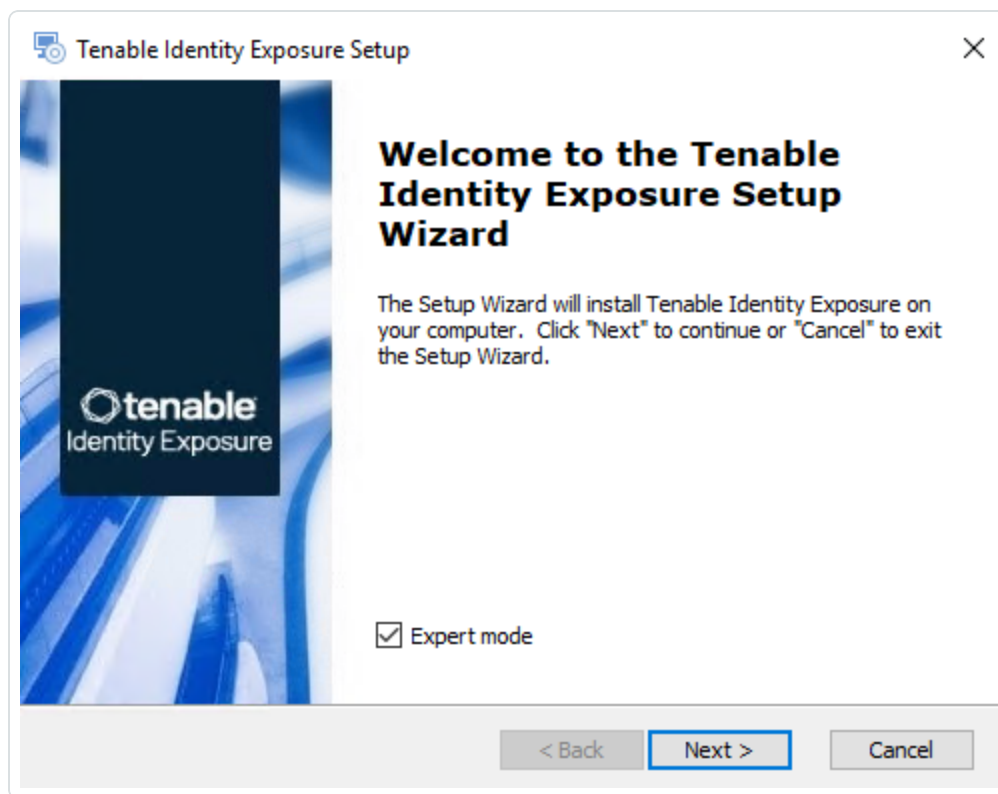 Tenable Identity Exposure Setup
Welcome to the Tenable
Identity Exposure Setup
Wizard
The Setup Wizard will install Tenable Identity Exposure on
your computer.  Click "Next" to continue or "Cancel" to exit
the Setup Wizard.
tenable
Identity Exposure
Expert mode
< Back
Next >
Cancel